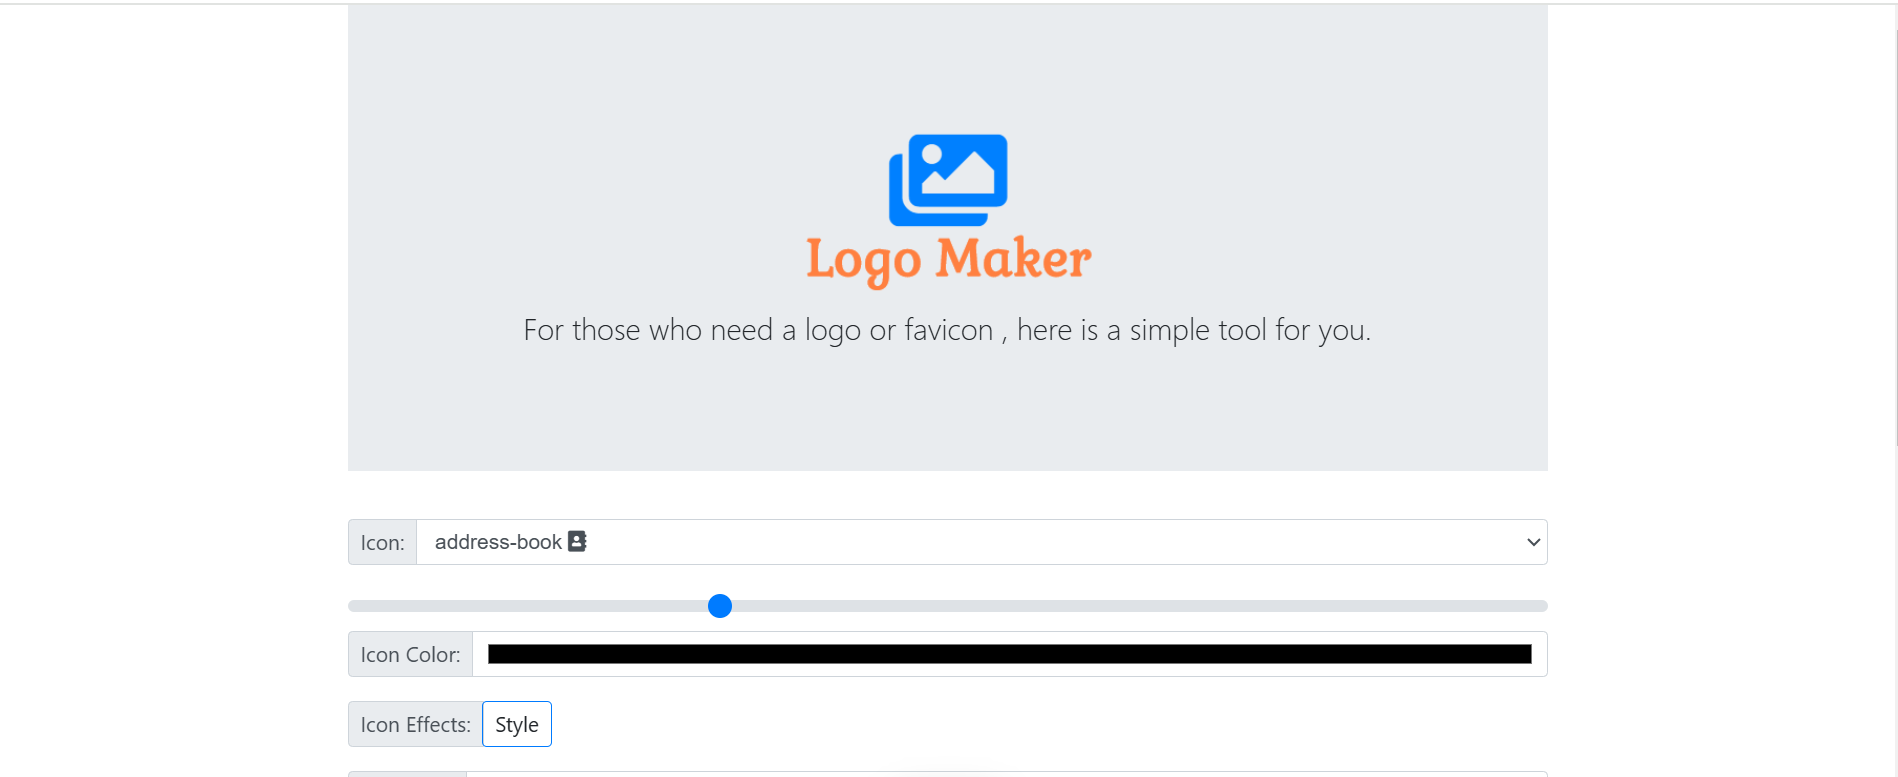 Logo Maker
For those who need a logo or favicon , here is a simple tool for you.
Icon: address-book
Icon Color:
Icon Effects: Style